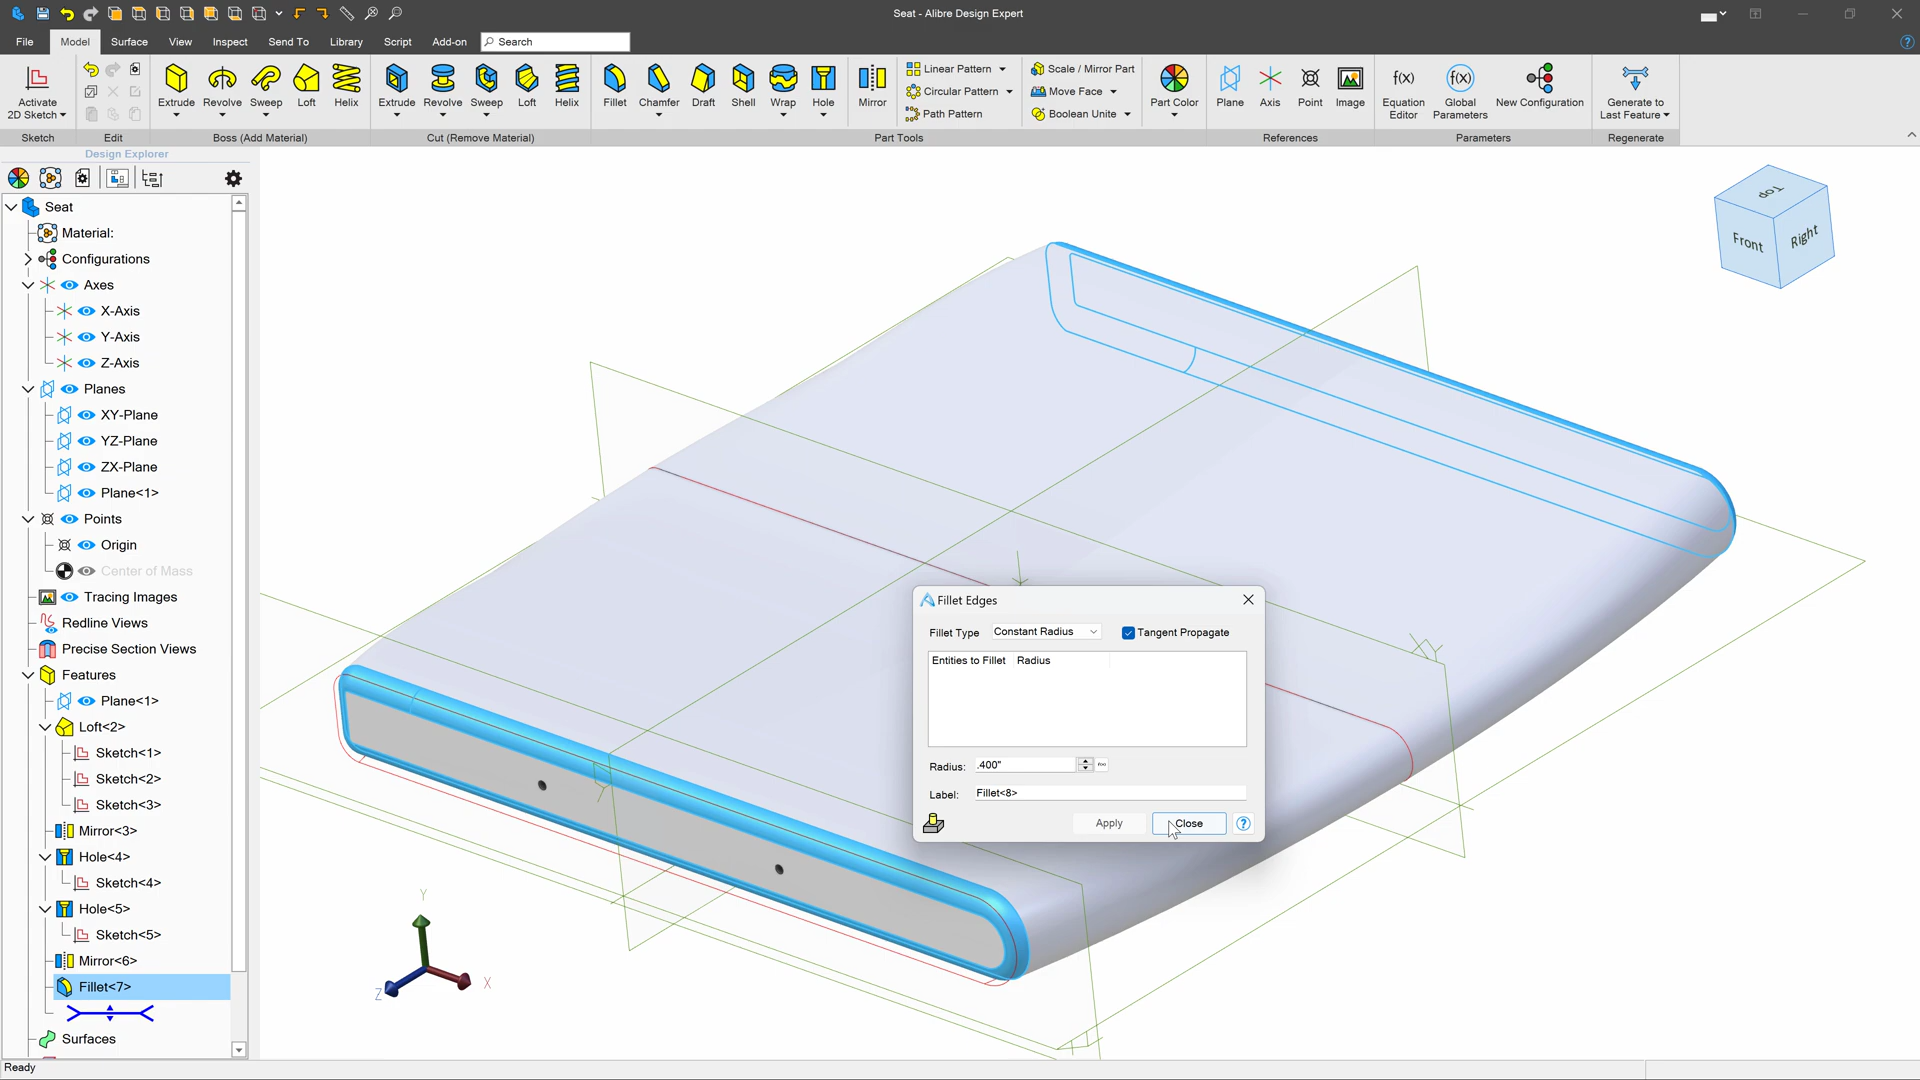 Seat - Alibre Design Expert
File Model Surface View Inspect Send To Library Script Add-on Search
Activate
2D Sketch
Extrude Revolve Sweep Loft Helix
Extrude Revolve Sweep Loft Helix
Fillet Chamfer Draft Shell Wrap Hole Mirror
Linear Pattern
Circular Pattern
Path Pattern
Scale / Mirror Part
Move Face
Boolean Unite
Part Color
Plane Axis Point Image
f(x)
Equation
Editor
f(x)
Global
Parameters
New Configuration
Generate to
Last Feature
Sketch Edit Boss (Add Material) Cut (Remove Material) Part Tools References Parameters Regenerate
Design Explorer
Seat
Material:
Configurations
Axes
X-Axis
Y-Axis
Z-Axis
Planes
XY-Plane
YZ-Plane
ZX-Plane
Plane<1>
Points
Origin
Center of Mass
Tracing Images
Redline Views
Precise Section Views
Features
Plane<1>
Loft<2>
Sketch<1>
Sketch<2>
Sketch<3>
Mirror<3>
Hole<4>
Sketch<4>
Hole<5>
Sketch<5>
Mirror<6>
Fillet<7>
Surfaces
Top
Front
Right
Fillet Edges
Fillet Type Constant Radius Tangent Propagate
Entities to Fillet Radius
Radius: .400"
Label: Fillet<8>
Apply Close ?
Y
Z
X
Ready